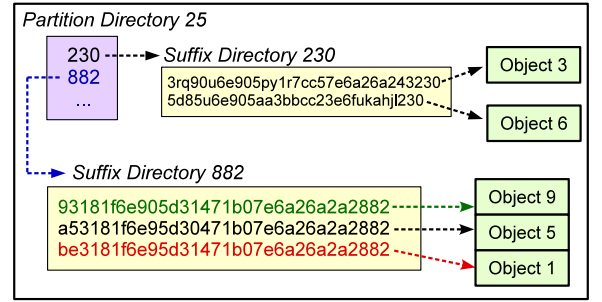 Partition Directory 25
230
882
...
Suffix Directory 230
3rq90u6e905py1r7cc57e6a26a243230
5d85u6e905aa3bbcc23e6fukahjl230
Object 3
Object 6
Suffix Directory 882
93181f6e905d31471b07e6a26a2a2882
a53181f6e95d30471b07e6a26a2a2882
be3181f6e95d31471b07e6a26a2a2882
Object 9
Object 5
Object 1